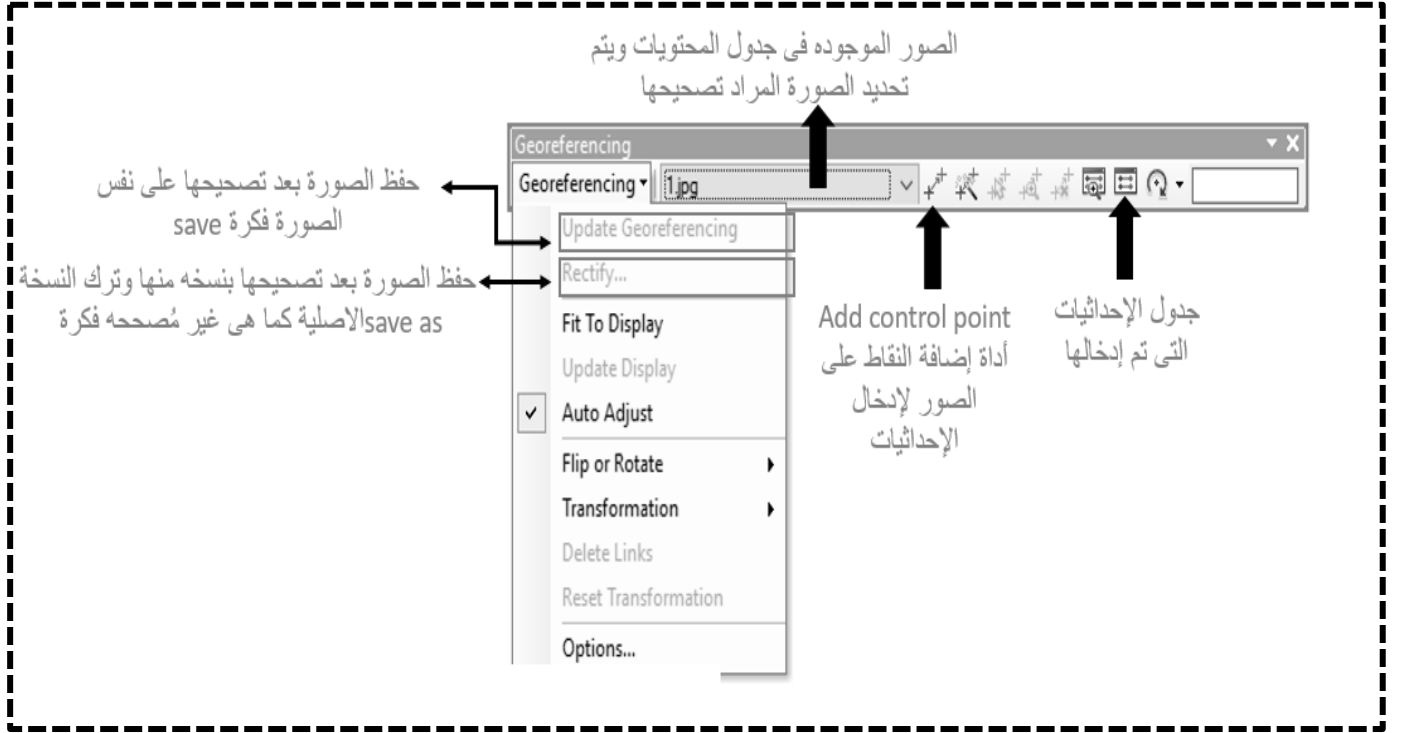 الصور الموجوده فى جدول المحتويات ويتم
تحديد الصورة المراد تصحيحها
Georeferencing
Georeferencing
1.jpg
حفظ الصورة بعد تصحيحها على نفس
الصورة فكرة save
حفظ الصورة بعد تصحيحها بنسخه منها وترك النسخة
الاصلية كما هى غير مُصححه فكرة save as
Update Georeferencing
Rectify...
Fit To Display
Update Display
Auto Adjust
Flip or Rotate
Transformation
Delete Links
Reset Transformation
Options...
Add control point
أداة إضافة النقاط على
الصور لإدخال
الإحداثيات
جدول الإحداثيات
التى تم إدخالها